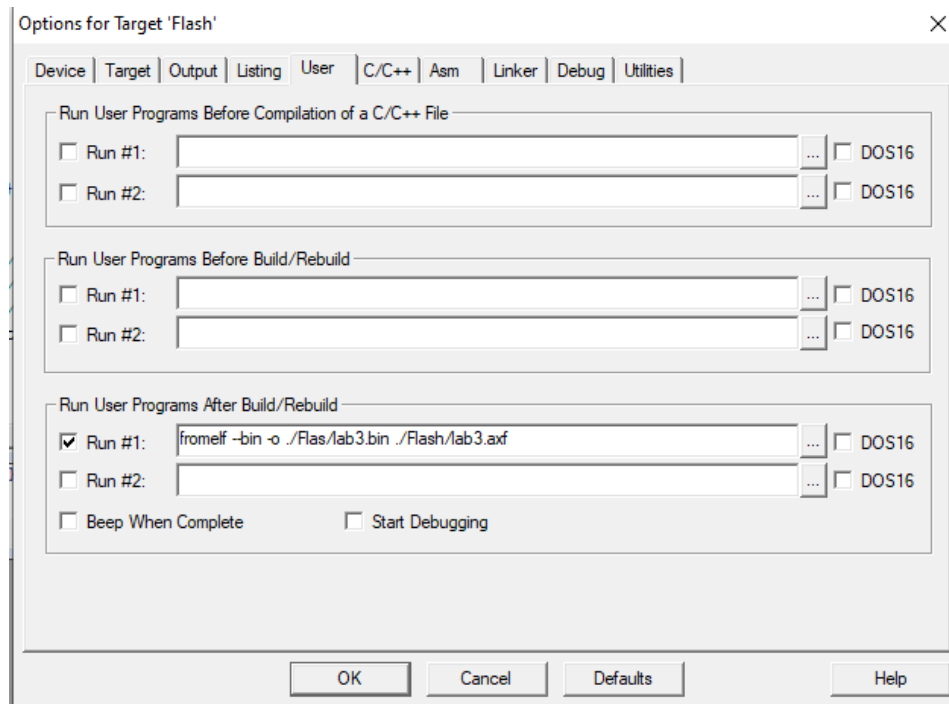 Options for Target 'Flash'
Device Target Output Listing User C/C++ Asm Linker Debug Utilities
Run User Programs Before Compilation of a C/C++ File
Run #1: ... DOS16
Run #2: ... DOS16
Run User Programs Before Build/Rebuild
Run #1: ... DOS16
Run #2: ... DOS16
Run User Programs After Build/Rebuild
Run #1: fromelf --bin -o ./Flas/lab3.bin ./Flash/lab3.axf ... DOS16
Run #2: ... DOS16
Beep When Complete Start Debugging
OK Cancel Defaults Help